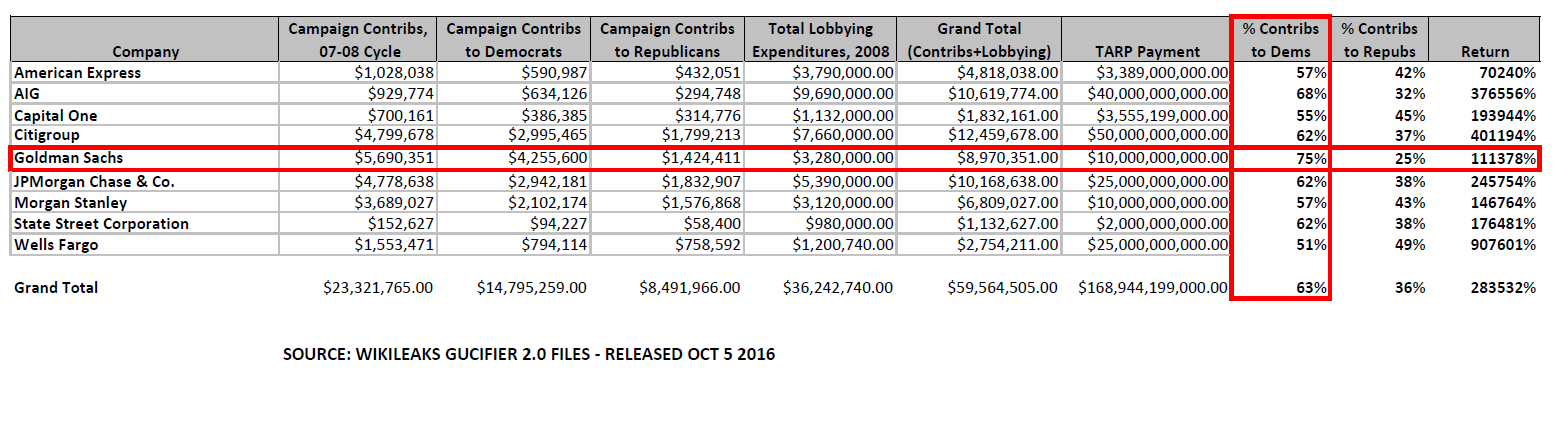 Company Campaign Contribs, 07-08 Cycle Campaign Contribs to Democrats Campaign Contribs to Republicans Total Lobbying Expenditures, 2008 Grand Total (Contribs+Lobbying) TARP Payment % Contribs to Dems % Contribs to Repubs Return
American Express $1,028,038 $590,987 $432,051 $3,790,000.00 $4,818,038.00 $3,389,000,000.00 57% 42% 70240%
AIG $929,774 $634,126 $294,748 $9,690,000.00 $10,619,774.00 $40,000,000,000.00 68% 32% 376556%
Capital One $700,161 $386,385 $314,776 $1,132,000.00 $1,832,161.00 $3,555,199,000.00 55% 45% 193944%
Citigroup $4,799,678 $2,995,465 $1,799,213 $7,660,000.00 $12,459,678.00 $50,000,000,000.00 62% 37% 401194%
Goldman Sachs $5,690,351 $4,255,600 $1,424,411 $3,280,000.00 $8,970,351.00 $10,000,000,000.00 75% 25% 111378%
JPMorgan Chase & Co. $4,778,638 $2,942,181 $1,832,907 $5,390,000.00 $10,168,638.00 $25,000,000,000.00 62% 38% 245754%
Morgan Stanley $3,689,027 $2,102,174 $1,576,868 $3,120,000.00 $6,809,027.00 $10,000,000,000.00 57% 43% 146764%
State Street Corporation $152,627 $94,227 $58,400 $980,000.00 $1,132,627.00 $2,000,000,000.00 62% 38% 176481%
Wells Fargo $1,553,471 $794,114 $758,592 $1,200,740.00 $2,754,211.00 $25,000,000,000.00 51% 49% 907601%
Grand Total $23,321,765.00 $14,795,259.00 $8,491,966.00 $36,242,740.00 $59,564,505.00 $168,944,199,000.00 63% 36% 283532%
SOURCE: WIKILEAKS GUCIFIER 2.0 FILES - RELEASED OCT 5 2016